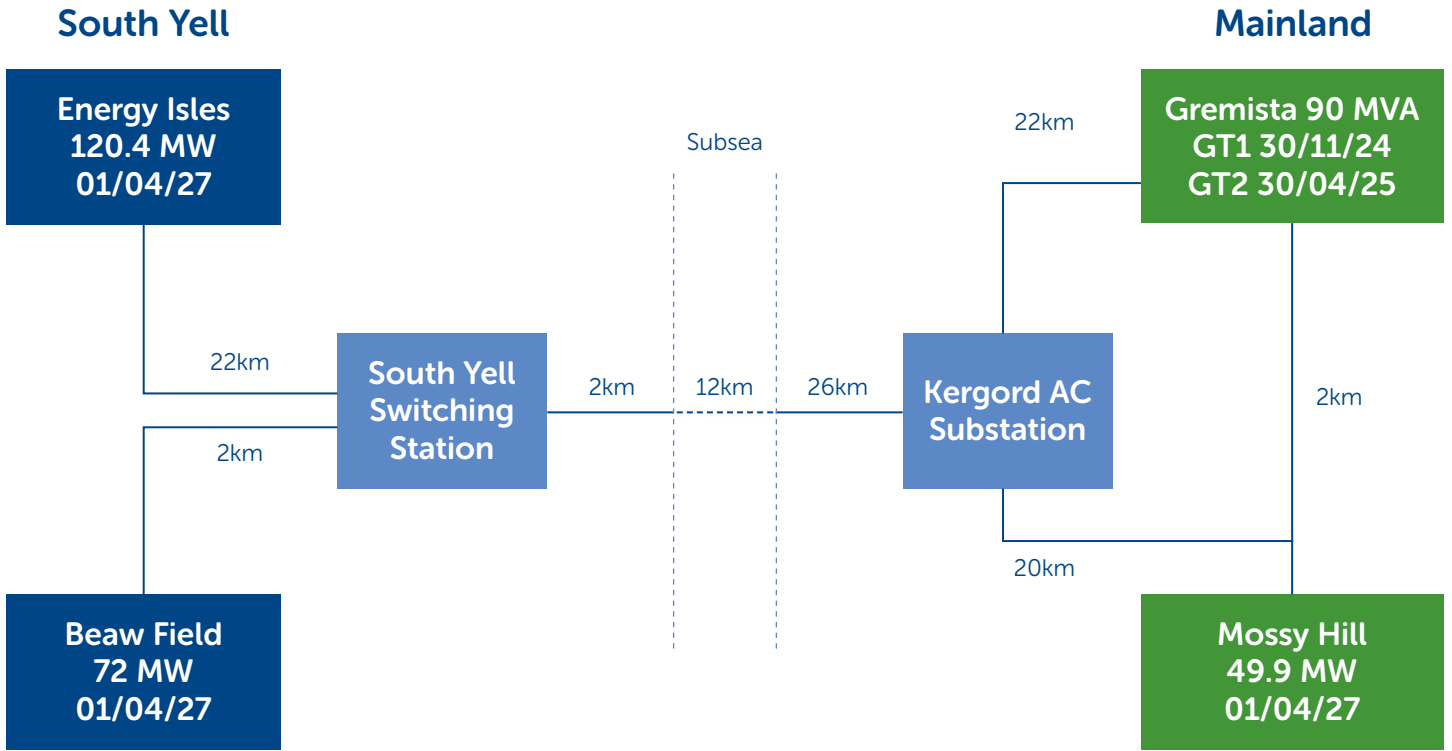 South Yell
Mainland
Energy Isles
120.4 MW
01/04/27
Subsea
22km
Gremista 90 MVA
GT1 30/11/24
GT2 30/04/25
22km
2km
South Yell
Switching
Station
2km
12km
26km
Kergord AC
Substation
2km
20km
Beaw Field
72 MW
01/04/27
Mossy Hill
49.9 MW
01/04/27